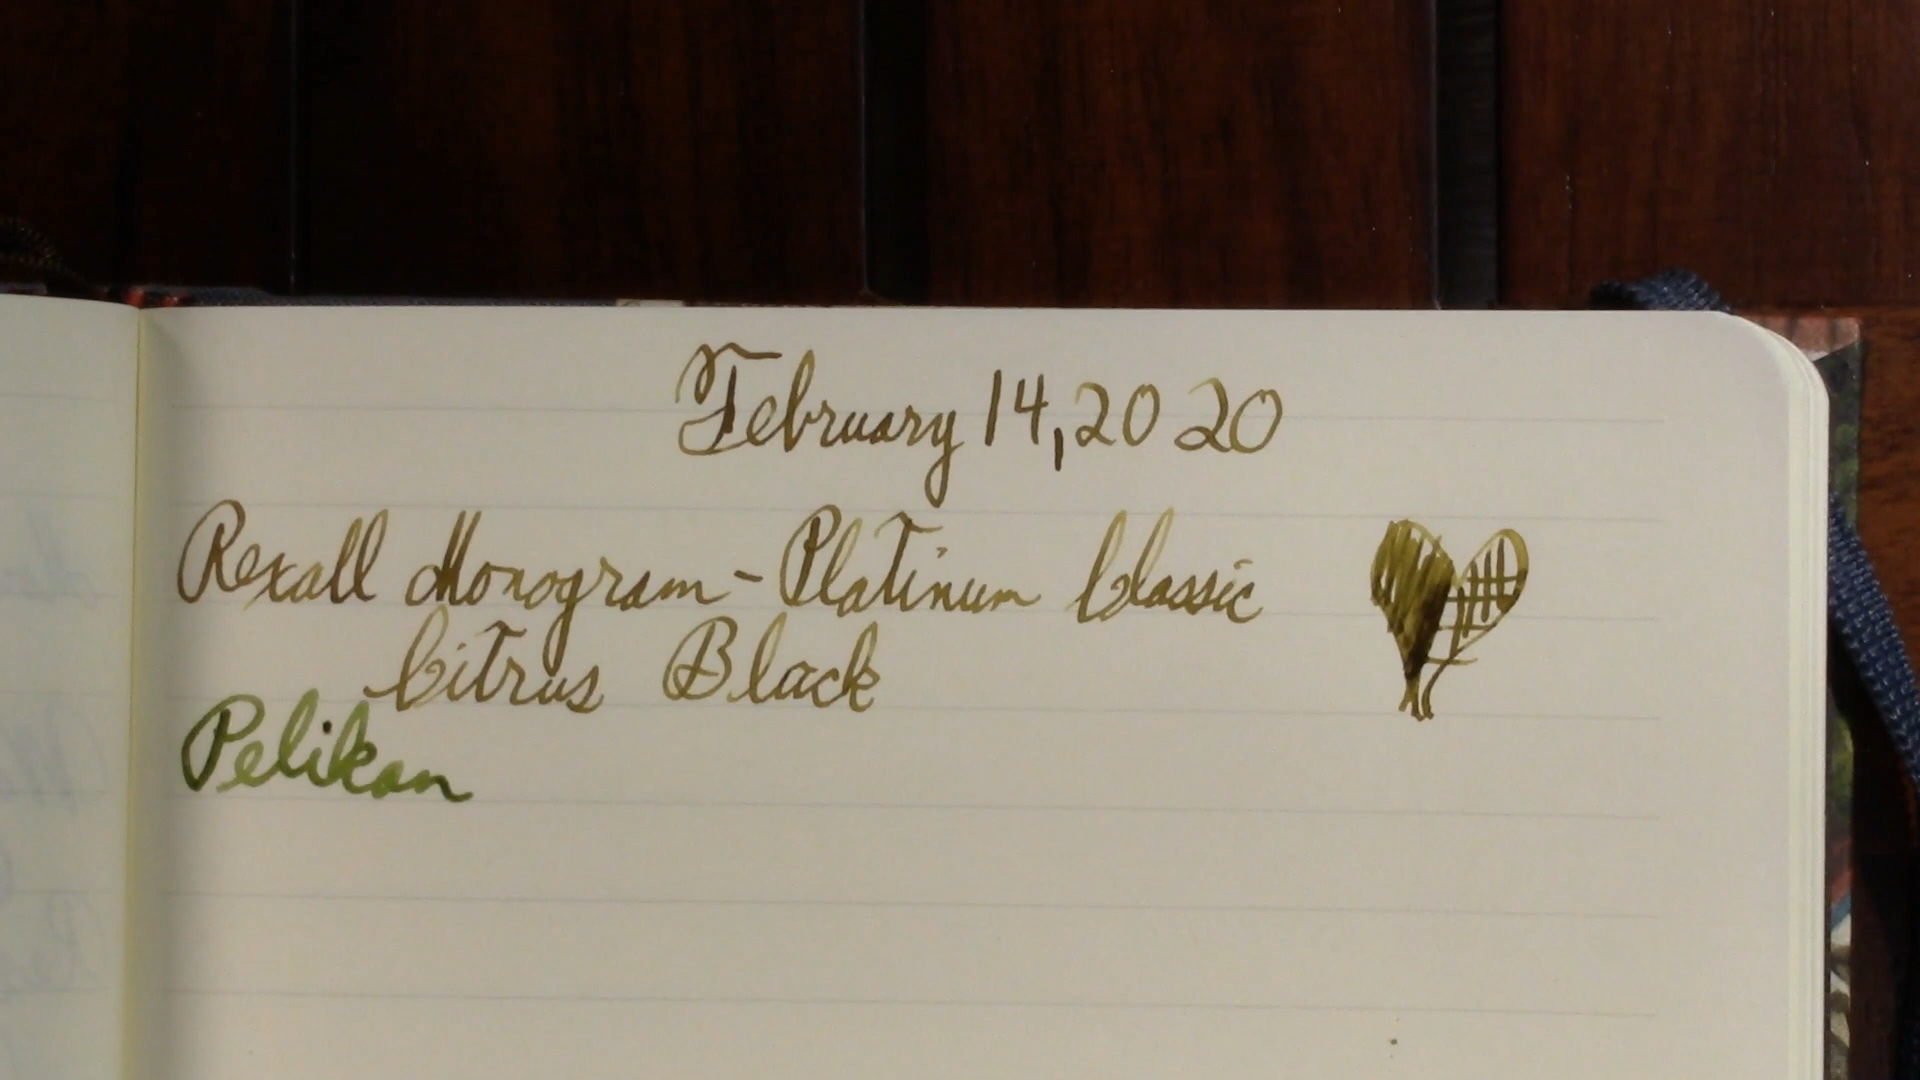 February 14, 2020
Rexall Monogram - Platinum Classic
Citrus Black
Pelikan